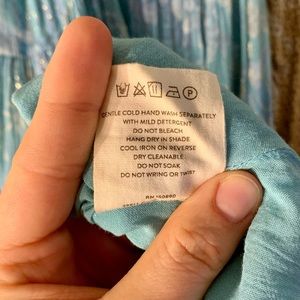 GENTLE COLD HAND WASH SEPARATELY
WITH MILD DETERGENT
DO NOT BLEACH
HANG DRY IN SHADE
COOL IRON ON REVERSE
DRY CLEANABLE
DO NOT SOAK
DO NOT WRING OR TWIST
RN